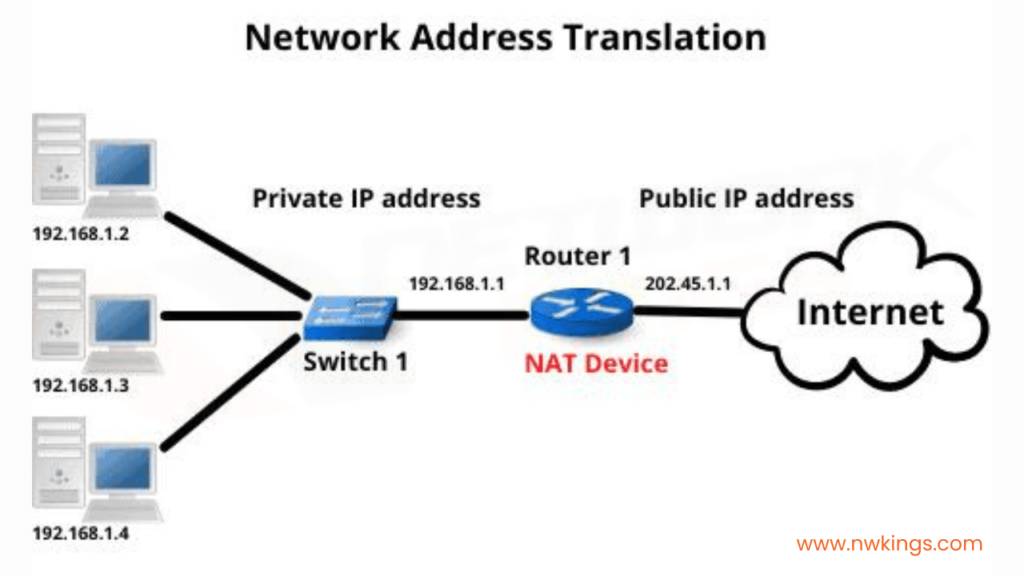 Network Address Translation
Private IP address
Public IP address
192.168.1.2
Router 1
192.168.1.1
202.45.1.1
Internet
Switch 1
NAT Device
192.168.1.3
192.168.1.4
www.nwkings.com